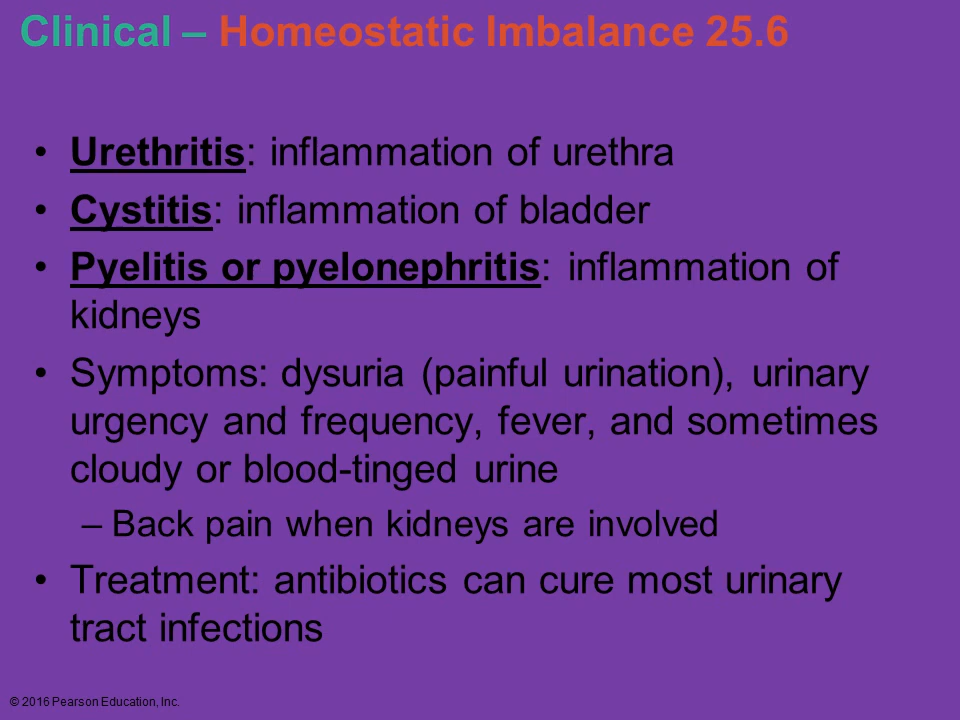 Clinical – Homeostatic Imbalance 25.6
• Urethritis: inflammation of urethra
• Cystitis: inflammation of bladder
• Pyelitis or pyelonephritis: inflammation of
kidneys
• Symptoms: dysuria (painful urination), urinary
urgency and frequency, fever, and sometimes
cloudy or blood-tinged urine
– Back pain when kidneys are involved
• Treatment: antibiotics can cure most urinary
tract infections
© 2016 Pearson Education, Inc.